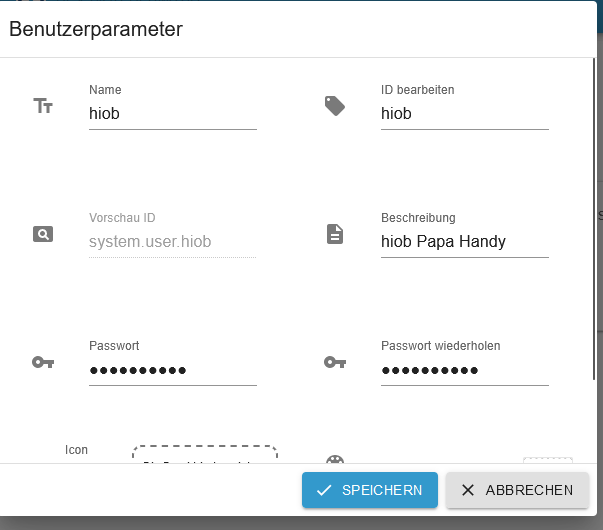 Benutzerparameter
Name
hiob
ID bearbeiten
hiob
Vorschau ID
system.user.hiob
Beschreibung
hiob Papa Handy
Passwort
●●●●●●●●●●
Passwort wiederholen
●●●●●●●●●●
Icon
SPEICHERN
ABBRECHEN